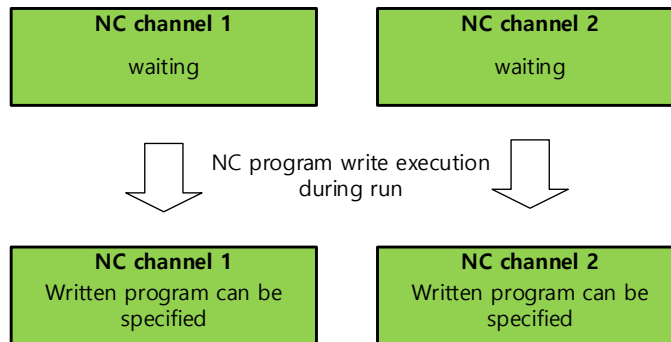 NC channel 1
waiting
NC channel 2
waiting
NC program write execution
during run
NC channel 1
Written program can be
specified
NC channel 2
Written program can be
specified